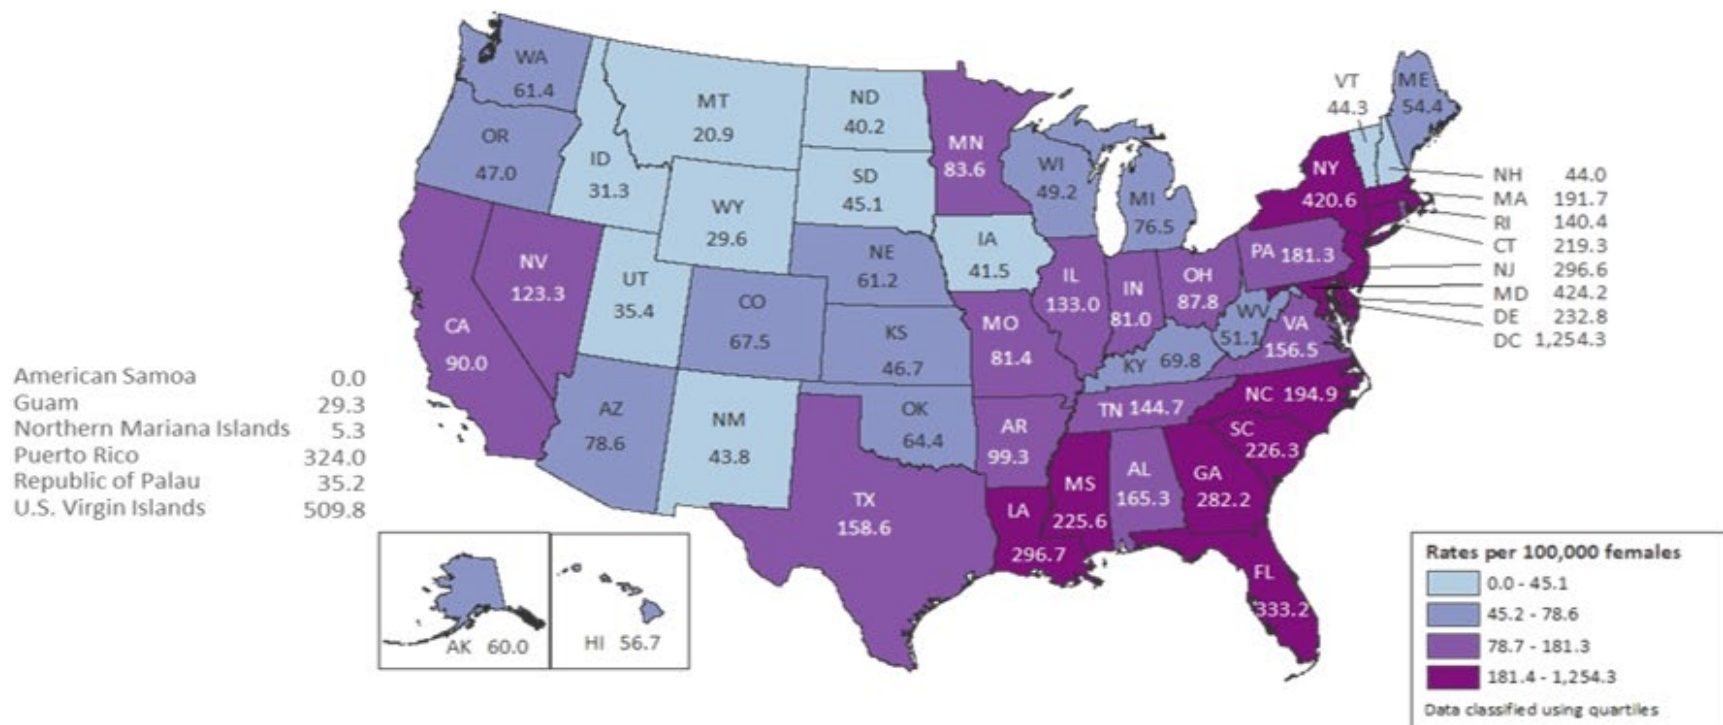 WA
61.4
OR
47.0
CA
90.0
NV
123.3
ID
31.3
MT
20.9
WY
29.6
UT
35.4
AZ
78.6
CO
67.5
NM
43.8
ND
40.2
SD
45.1
NE
61.2
KS
46.7
OK
64.4
TX
158.6
MN
83.6
IA
41.5
MO
81.4
AR
99.3
LA
296.7
WI
49.2
IL
133.0
MS
225.6
MI
76.5
IN
81.0
OH
87.8
KY 69.8
TN 144.7
AL
165.3
GA
282.2
FL
333.2
SC
226.3
NC 194.9
VA
156.5
WV
51.1
PA 181.3
NY
420.6
VT
44.3
ME
54.4
NH 44.0
MA 191.7
RI 140.4
CT 219.3
NJ 296.6
MD 424.2
DE 232.8
DC 1,254.3
American Samoa 0.0
Guam 29.3
Northern Mariana Islands 5.3
Puerto Rico 324.0
Republic of Palau 35.2
U.S. Virgin Islands 509.8
AK 60.0
HI 56.7
Rates per 100,000 females
0.0 - 45.1
45.2 - 78.6
78.7 - 181.3
181.4 - 1,254.3
Data classified using quartiles